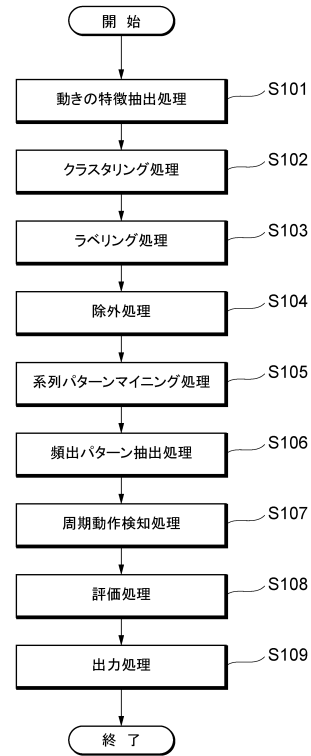 開 始
動きの特徴抽出処理 S101
クラスタリング処理 S102
ラベリング処理 S103
除外処理 S104
系列パターンマイニング処理 S105
頻出パターン抽出処理 S106
周期動作検知処理 S107
評価処理 S108
出力処理 S109
終 了